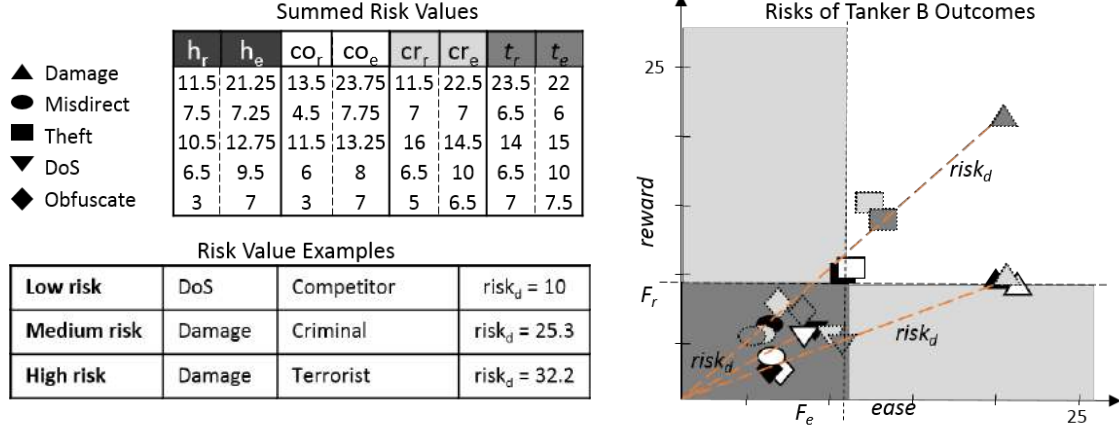 Summed Risk Values
h_r h_e co_r co_e cr_r cr_e t_r t_e
Damage 11.5 21.25 13.5 23.75 11.5 22.5 23.5 22
Misdirect 7.5 7.25 4.5 7.75 7 7 6.5 6
Theft 10.5 12.75 11.5 13.25 16 14.5 14 15
DoS 6.5 9.5 6 8 6.5 10 6.5 10
Obfuscate 3 7 3 7 5 6.5 7 7.5
Risk Value Examples
Low risk DoS Competitor risk_d = 10
Medium risk Damage Criminal risk_d = 25.3
High risk Damage Terrorist risk_d = 32.2
Risks of Tanker B Outcomes
25
risk_d
reward
F_r
risk_d
risk_d
F_e ease 25